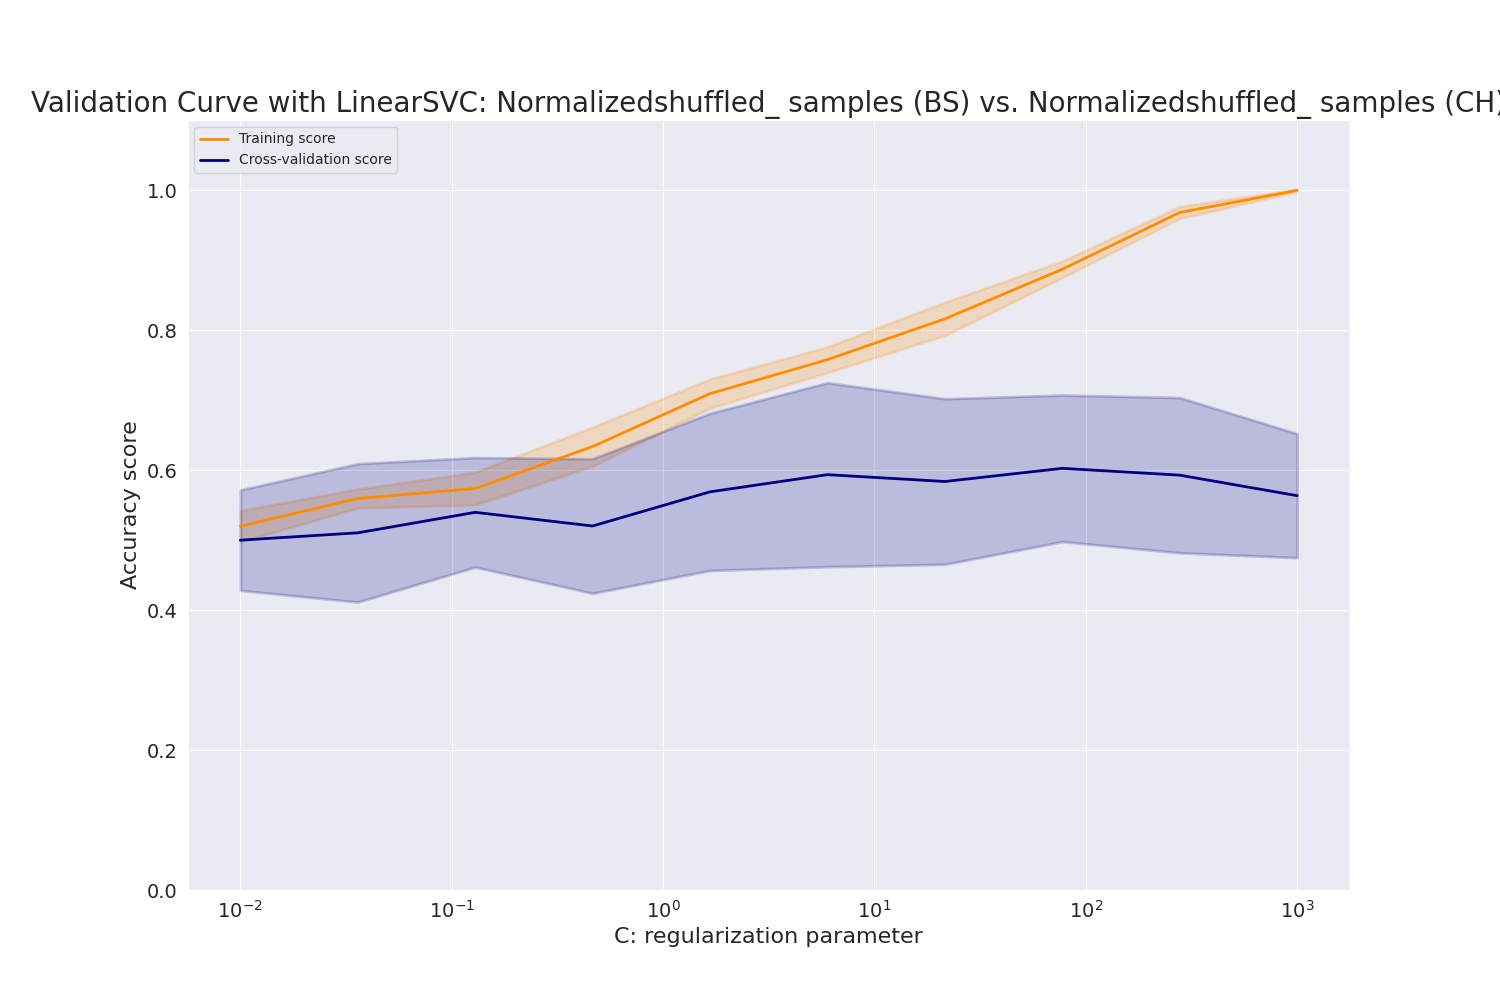 Validation Curve with LinearSVC: Normalizedshuffled_ samples (BS) vs. Normalizedshuffled_ samples (CH)
Training score
Cross-validation score
1.0
0.8
0.6
0.4
0.2
0.0
Accuracy score
10⁻² 10⁻¹ 10⁰ 10¹ 10² 10³
C: regularization parameter